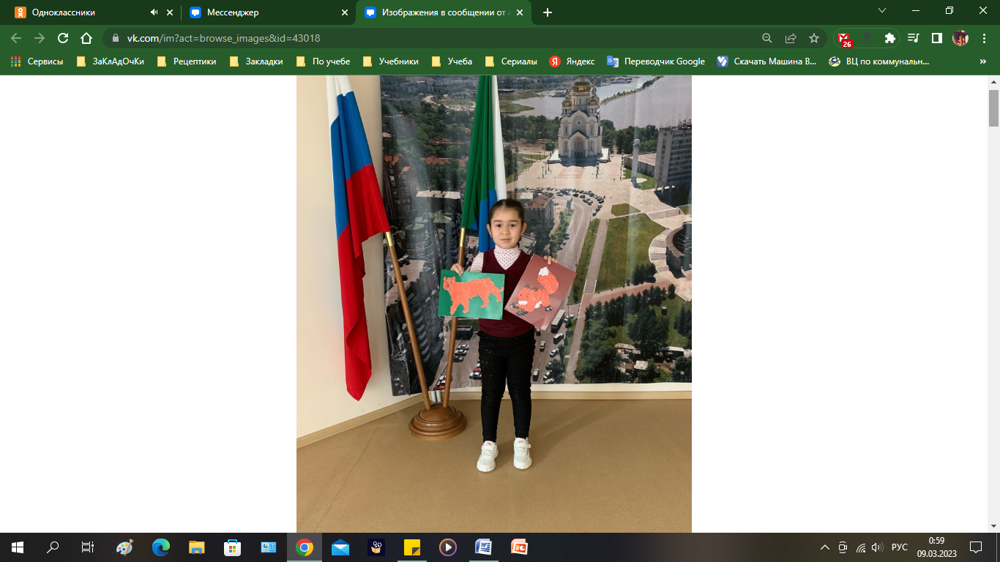 Одноклассники
Мессенджер
Изображения в сообщении от
vk.com/im?act=browse_images&id=43018
26
Сервисы
ЗаКлАдОчКи
Рецептики
Закладки
По учебе
Учебники
Учеба
Сериалы
Яндекс
Переводчик Google
Скачать Машина В...
ВЦ по коммунальн...
»
РУС
0:59
09.03.2023